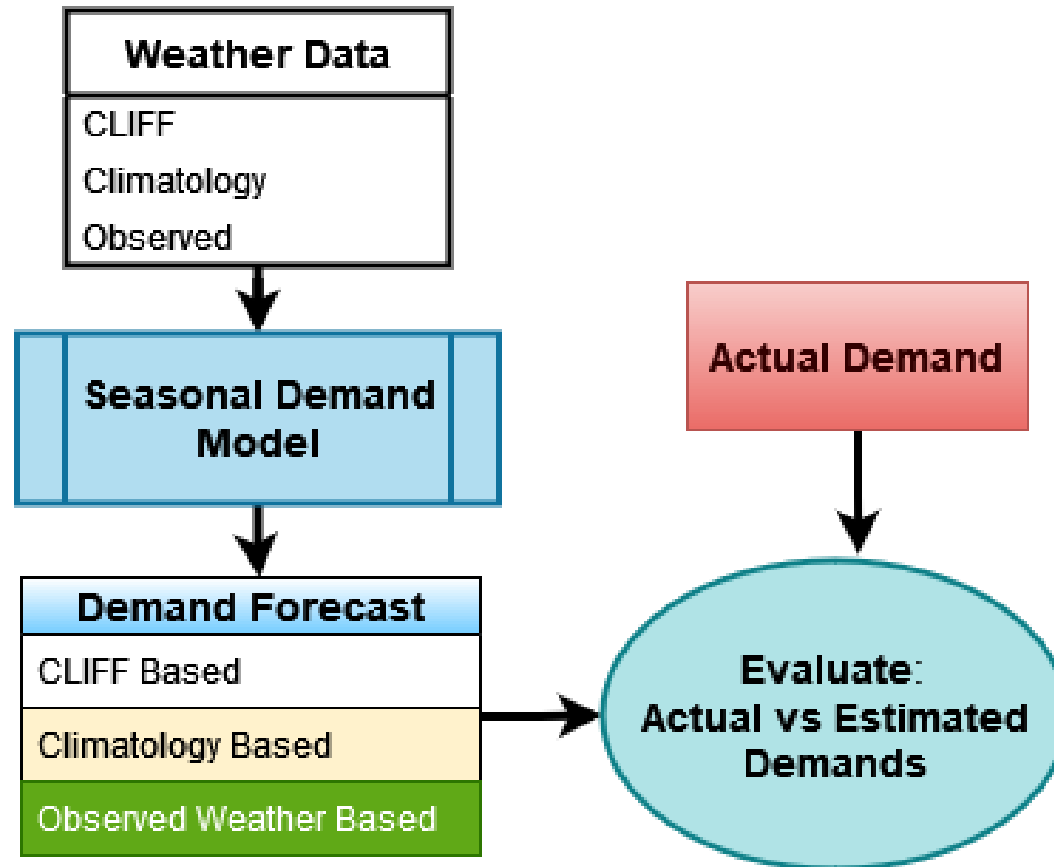 Weather Data
CLIFF
Climatology
Observed
Seasonal Demand
Model
Demand Forecast
CLIFF Based
Climatology Based
Observed Weather Based
Actual Demand
Evaluate:
Actual vs Estimated
Demands